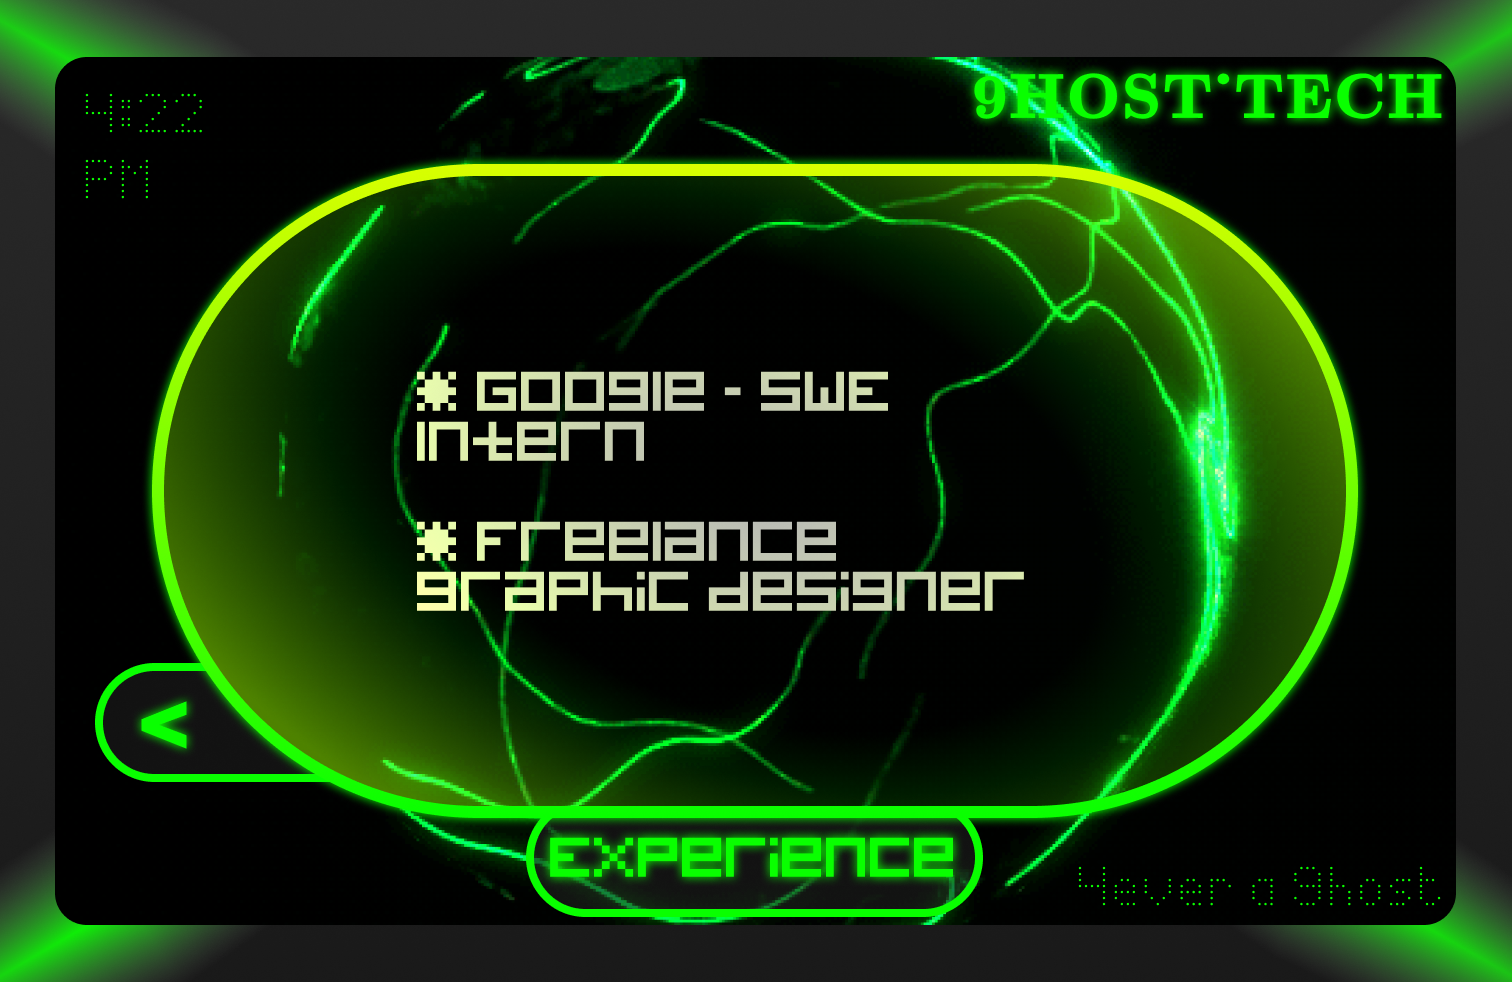 4:22
PM
9HOST˙TECH
✹ Google - SWE
Intern
✹ Freelance
graphic designer
<
Experience
4ever a 9host